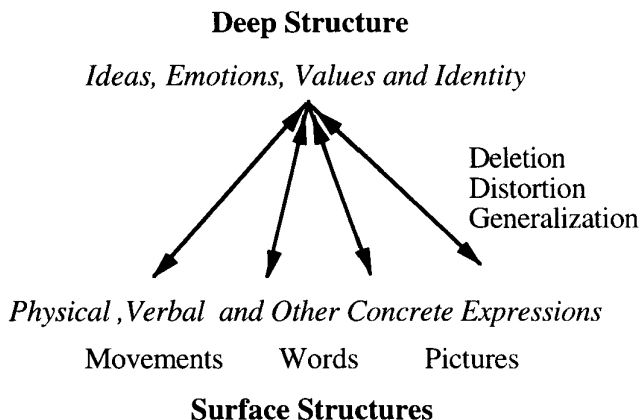 Deep Structure
Ideas, Emotions, Values and Identity
Deletion
Distortion
Generalization
Physical ,Verbal and Other Concrete Expressions
Movements Words Pictures
Surface Structures